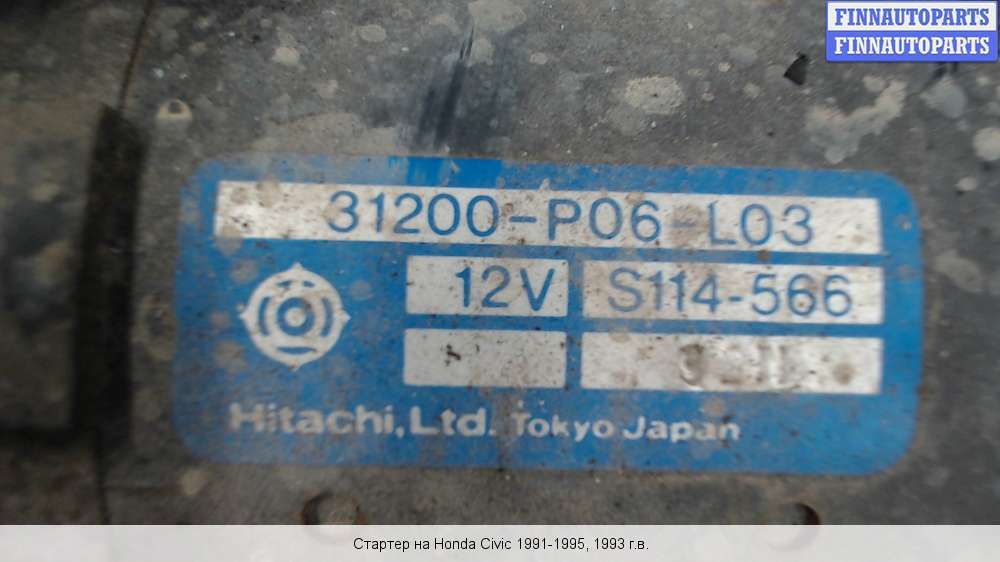 FINNAUTOPARTS
FINNAUTOPARTS
31200-P06-L03
12V S114-566
Hitachi, Ltd. Tokyo Japan
Стартер на Honda Civic 1991-1995, 1993 г.в.